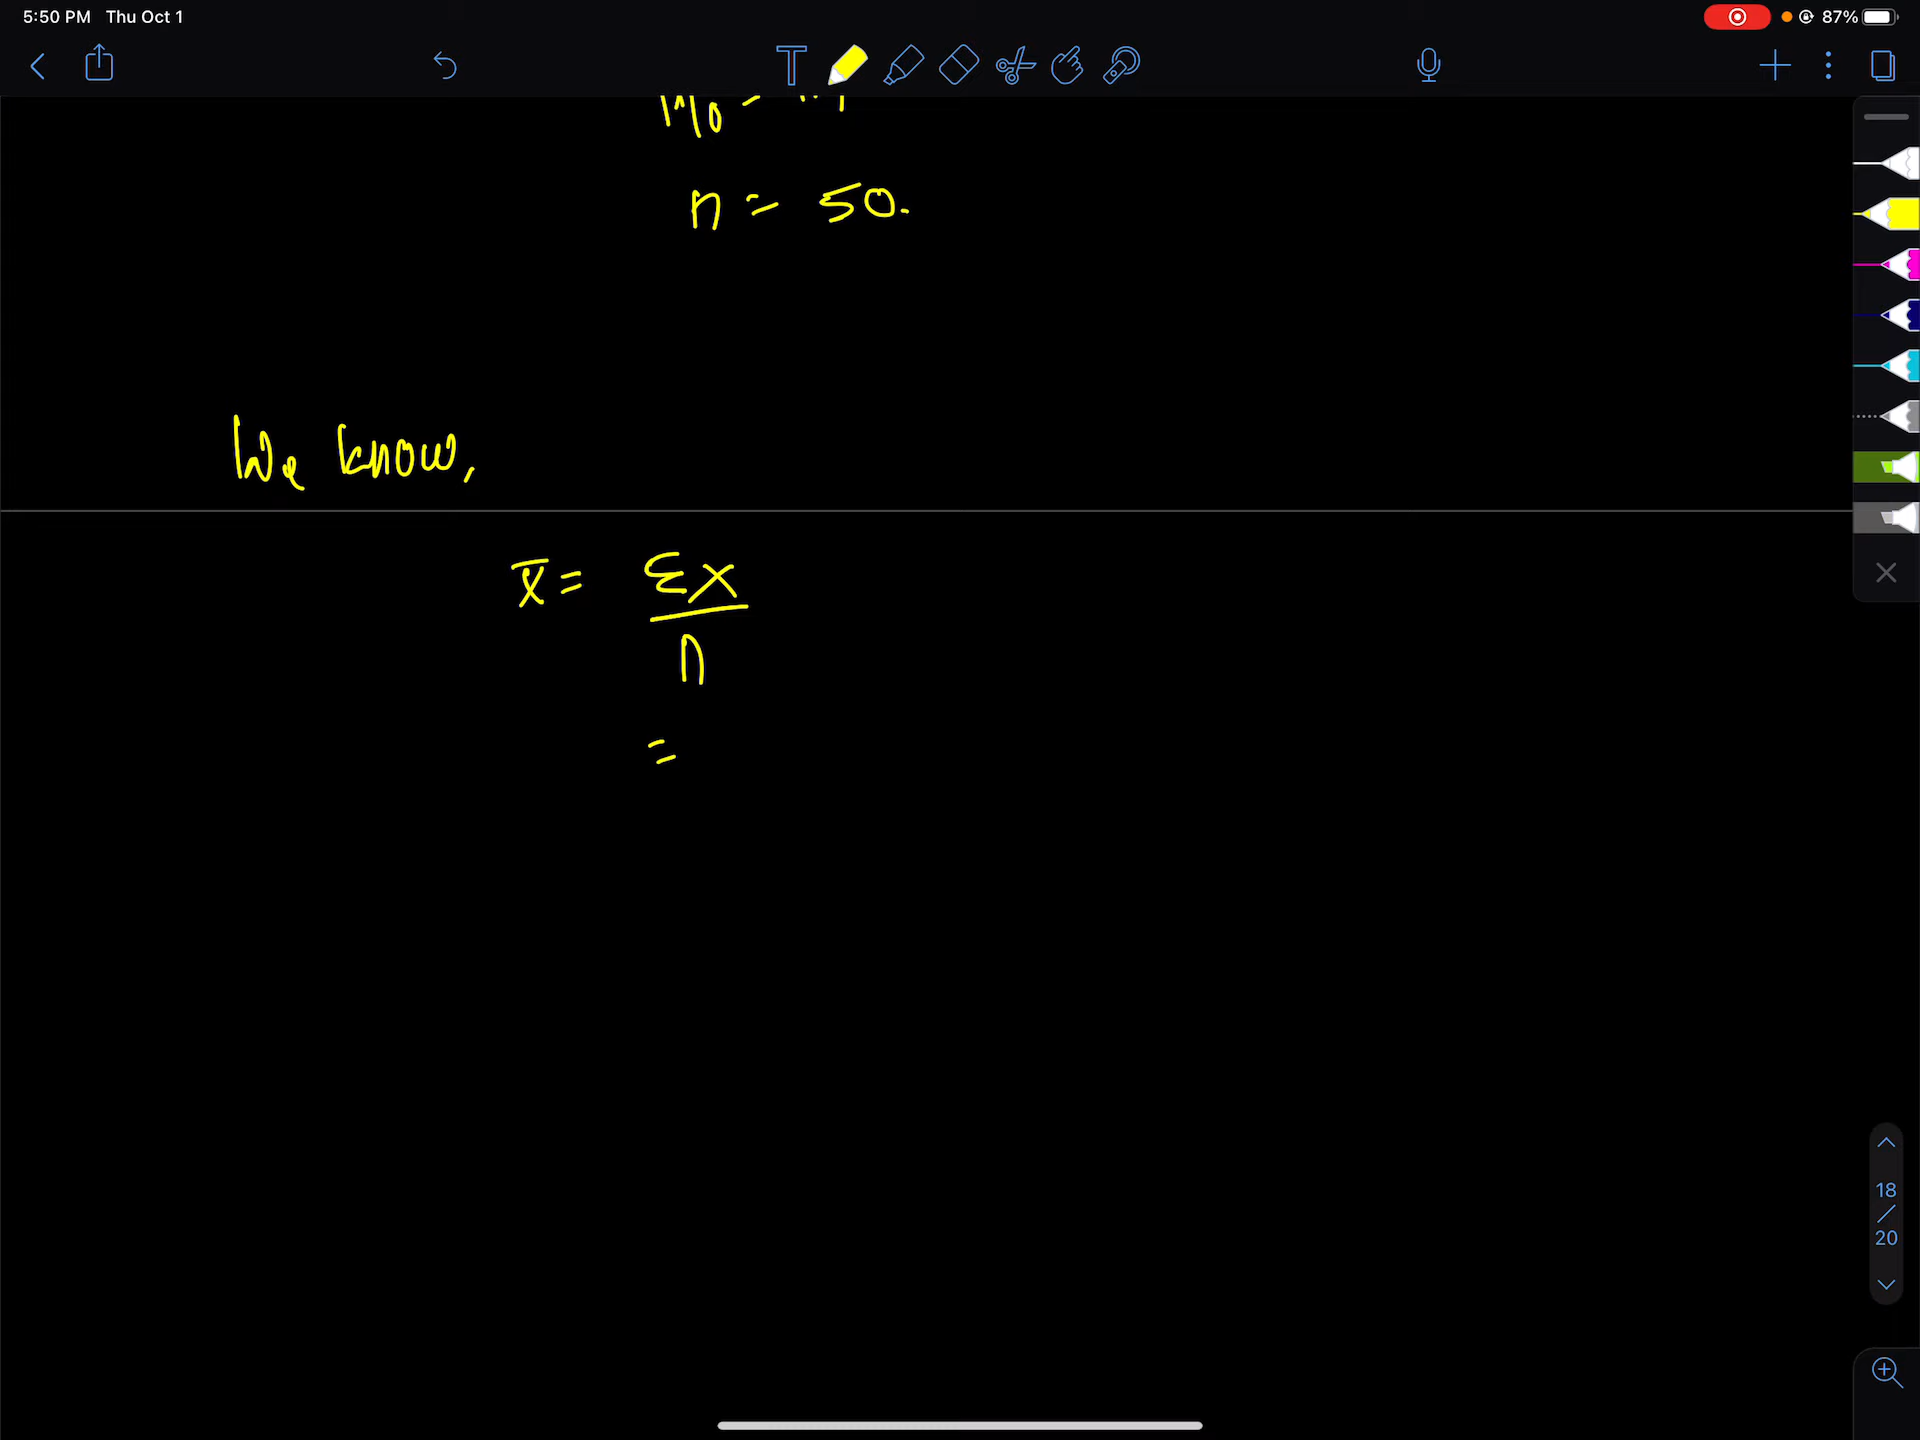 5:50 PM Thu Oct 1
87%
T
n = 50.
We know,
x̄ = Σx
n
=
18
/
20